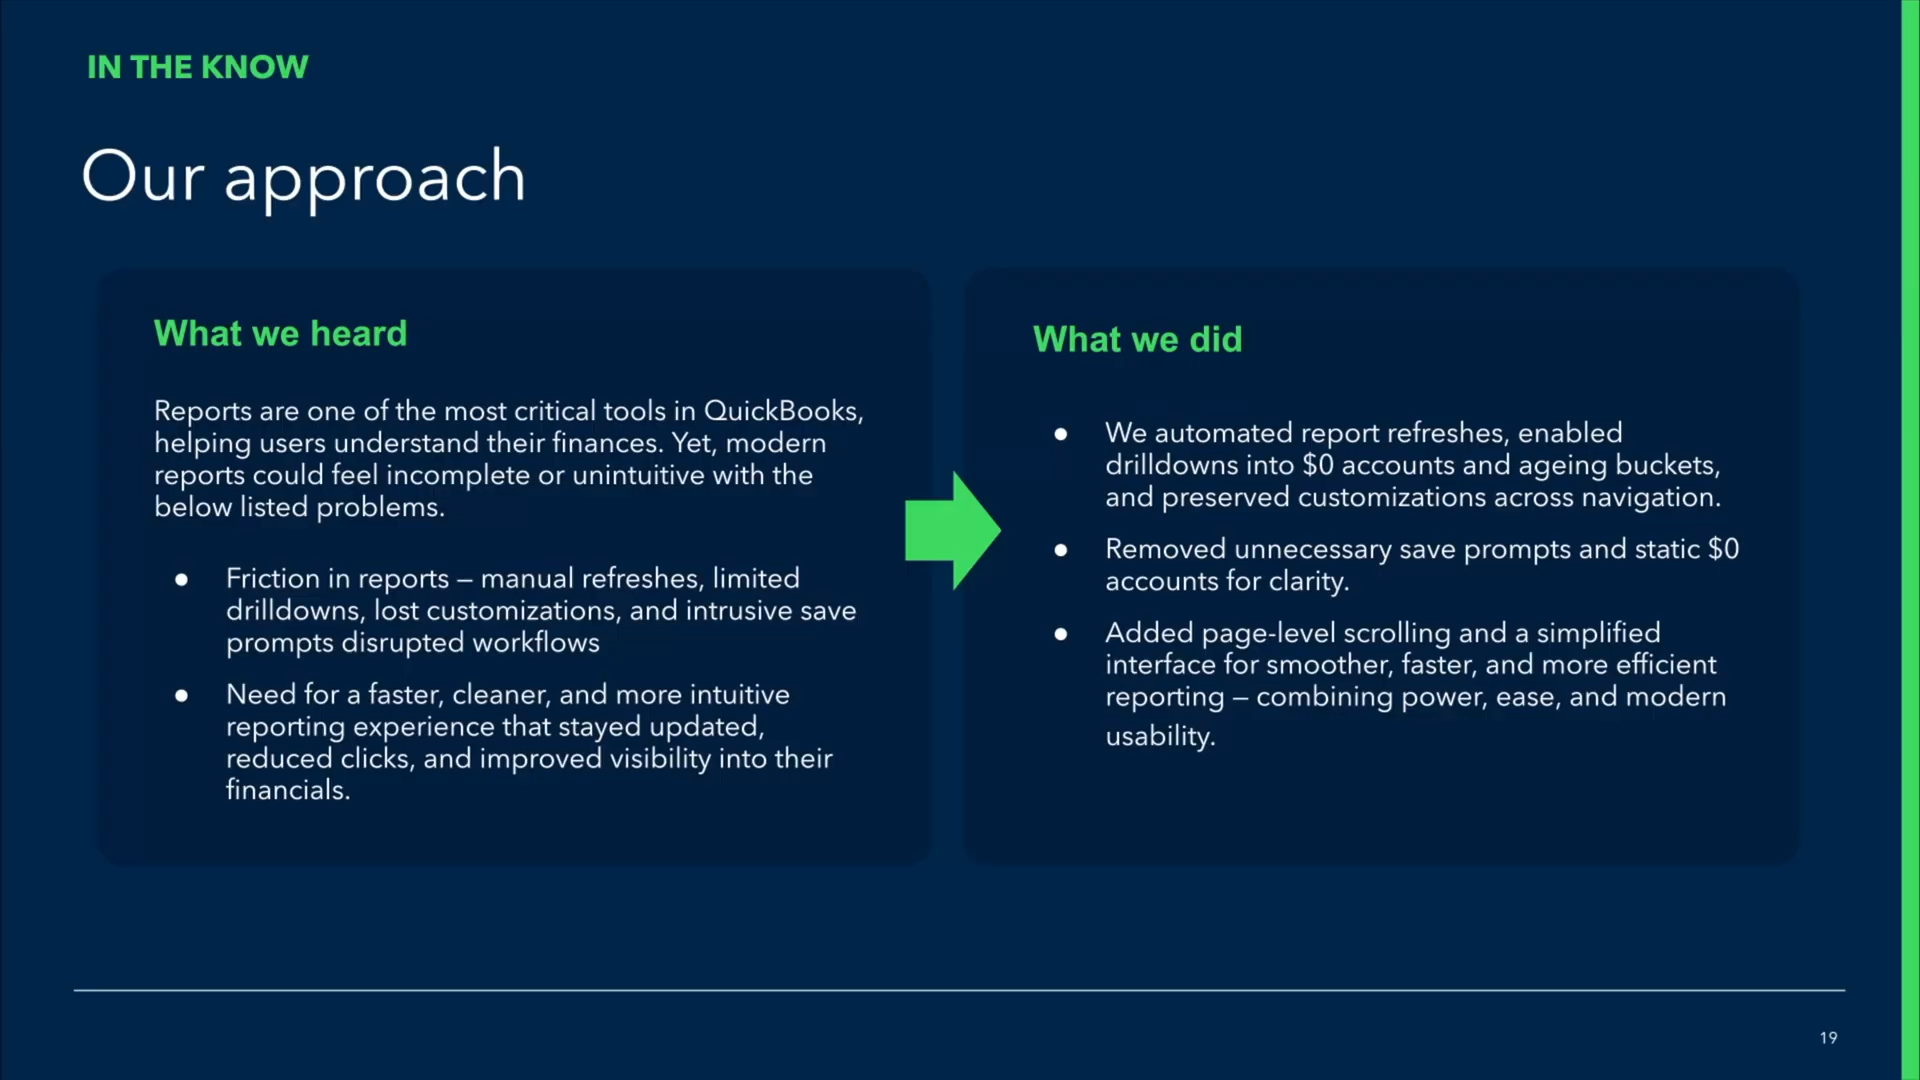 IN THE KNOW
Our approach
What we heard
Reports are one of the most critical tools in QuickBooks,
helping users understand their finances. Yet, modern
reports could feel incomplete or unintuitive with the
below listed problems.
● Friction in reports – manual refreshes, limited
drilldowns, lost customizations, and intrusive save
prompts disrupted workflows
● Need for a faster, cleaner, and more intuitive
reporting experience that stayed updated,
reduced clicks, and improved visibility into their
financials.
What we did
● We automated report refreshes, enabled
drilldowns into $0 accounts and ageing buckets,
and preserved customizations across navigation.
● Removed unnecessary save prompts and static $0
accounts for clarity.
● Added page-level scrolling and a simplified
interface for smoother, faster, and more efficient
reporting – combining power, ease, and modern
usability.
19